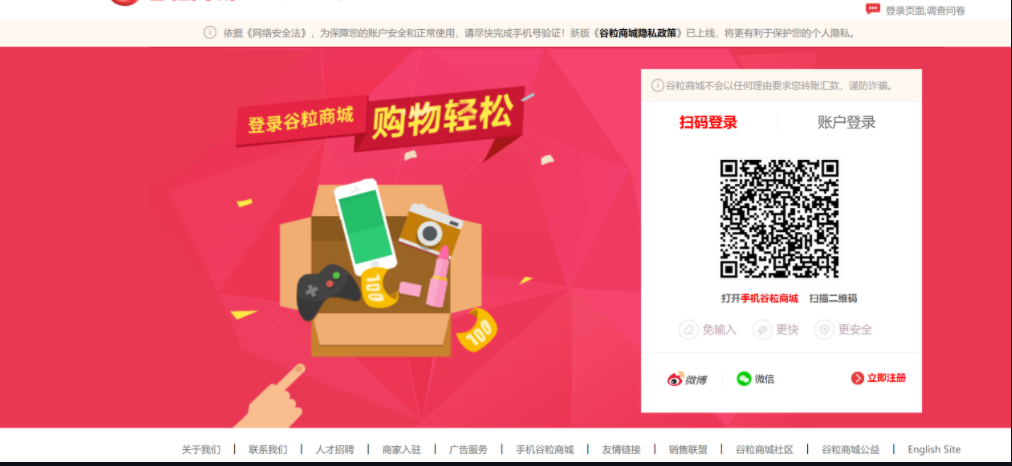 登录页面,调查问卷
依据《网络安全法》，为保障您的账户安全和正常使用，请尽快完成手机号验证！新版《谷粒商城隐私政策》已上线，将更有利于保护您的个人隐私。
登录谷粒商城
购物轻松
100
100
谷粒商城不会以任何理由要求您转账汇款，谨防诈骗。
扫码登录 账户登录
打开手机谷粒商城 扫描二维码
免输入 更快 更安全
微博 微信 立即注册
关于我们 | 联系我们 | 人才招聘 | 商家入驻 | 广告服务 | 手机谷粒商城 | 友情链接 | 销售联盟 | 谷粒商城社区 | 谷粒商城公益 | English Site